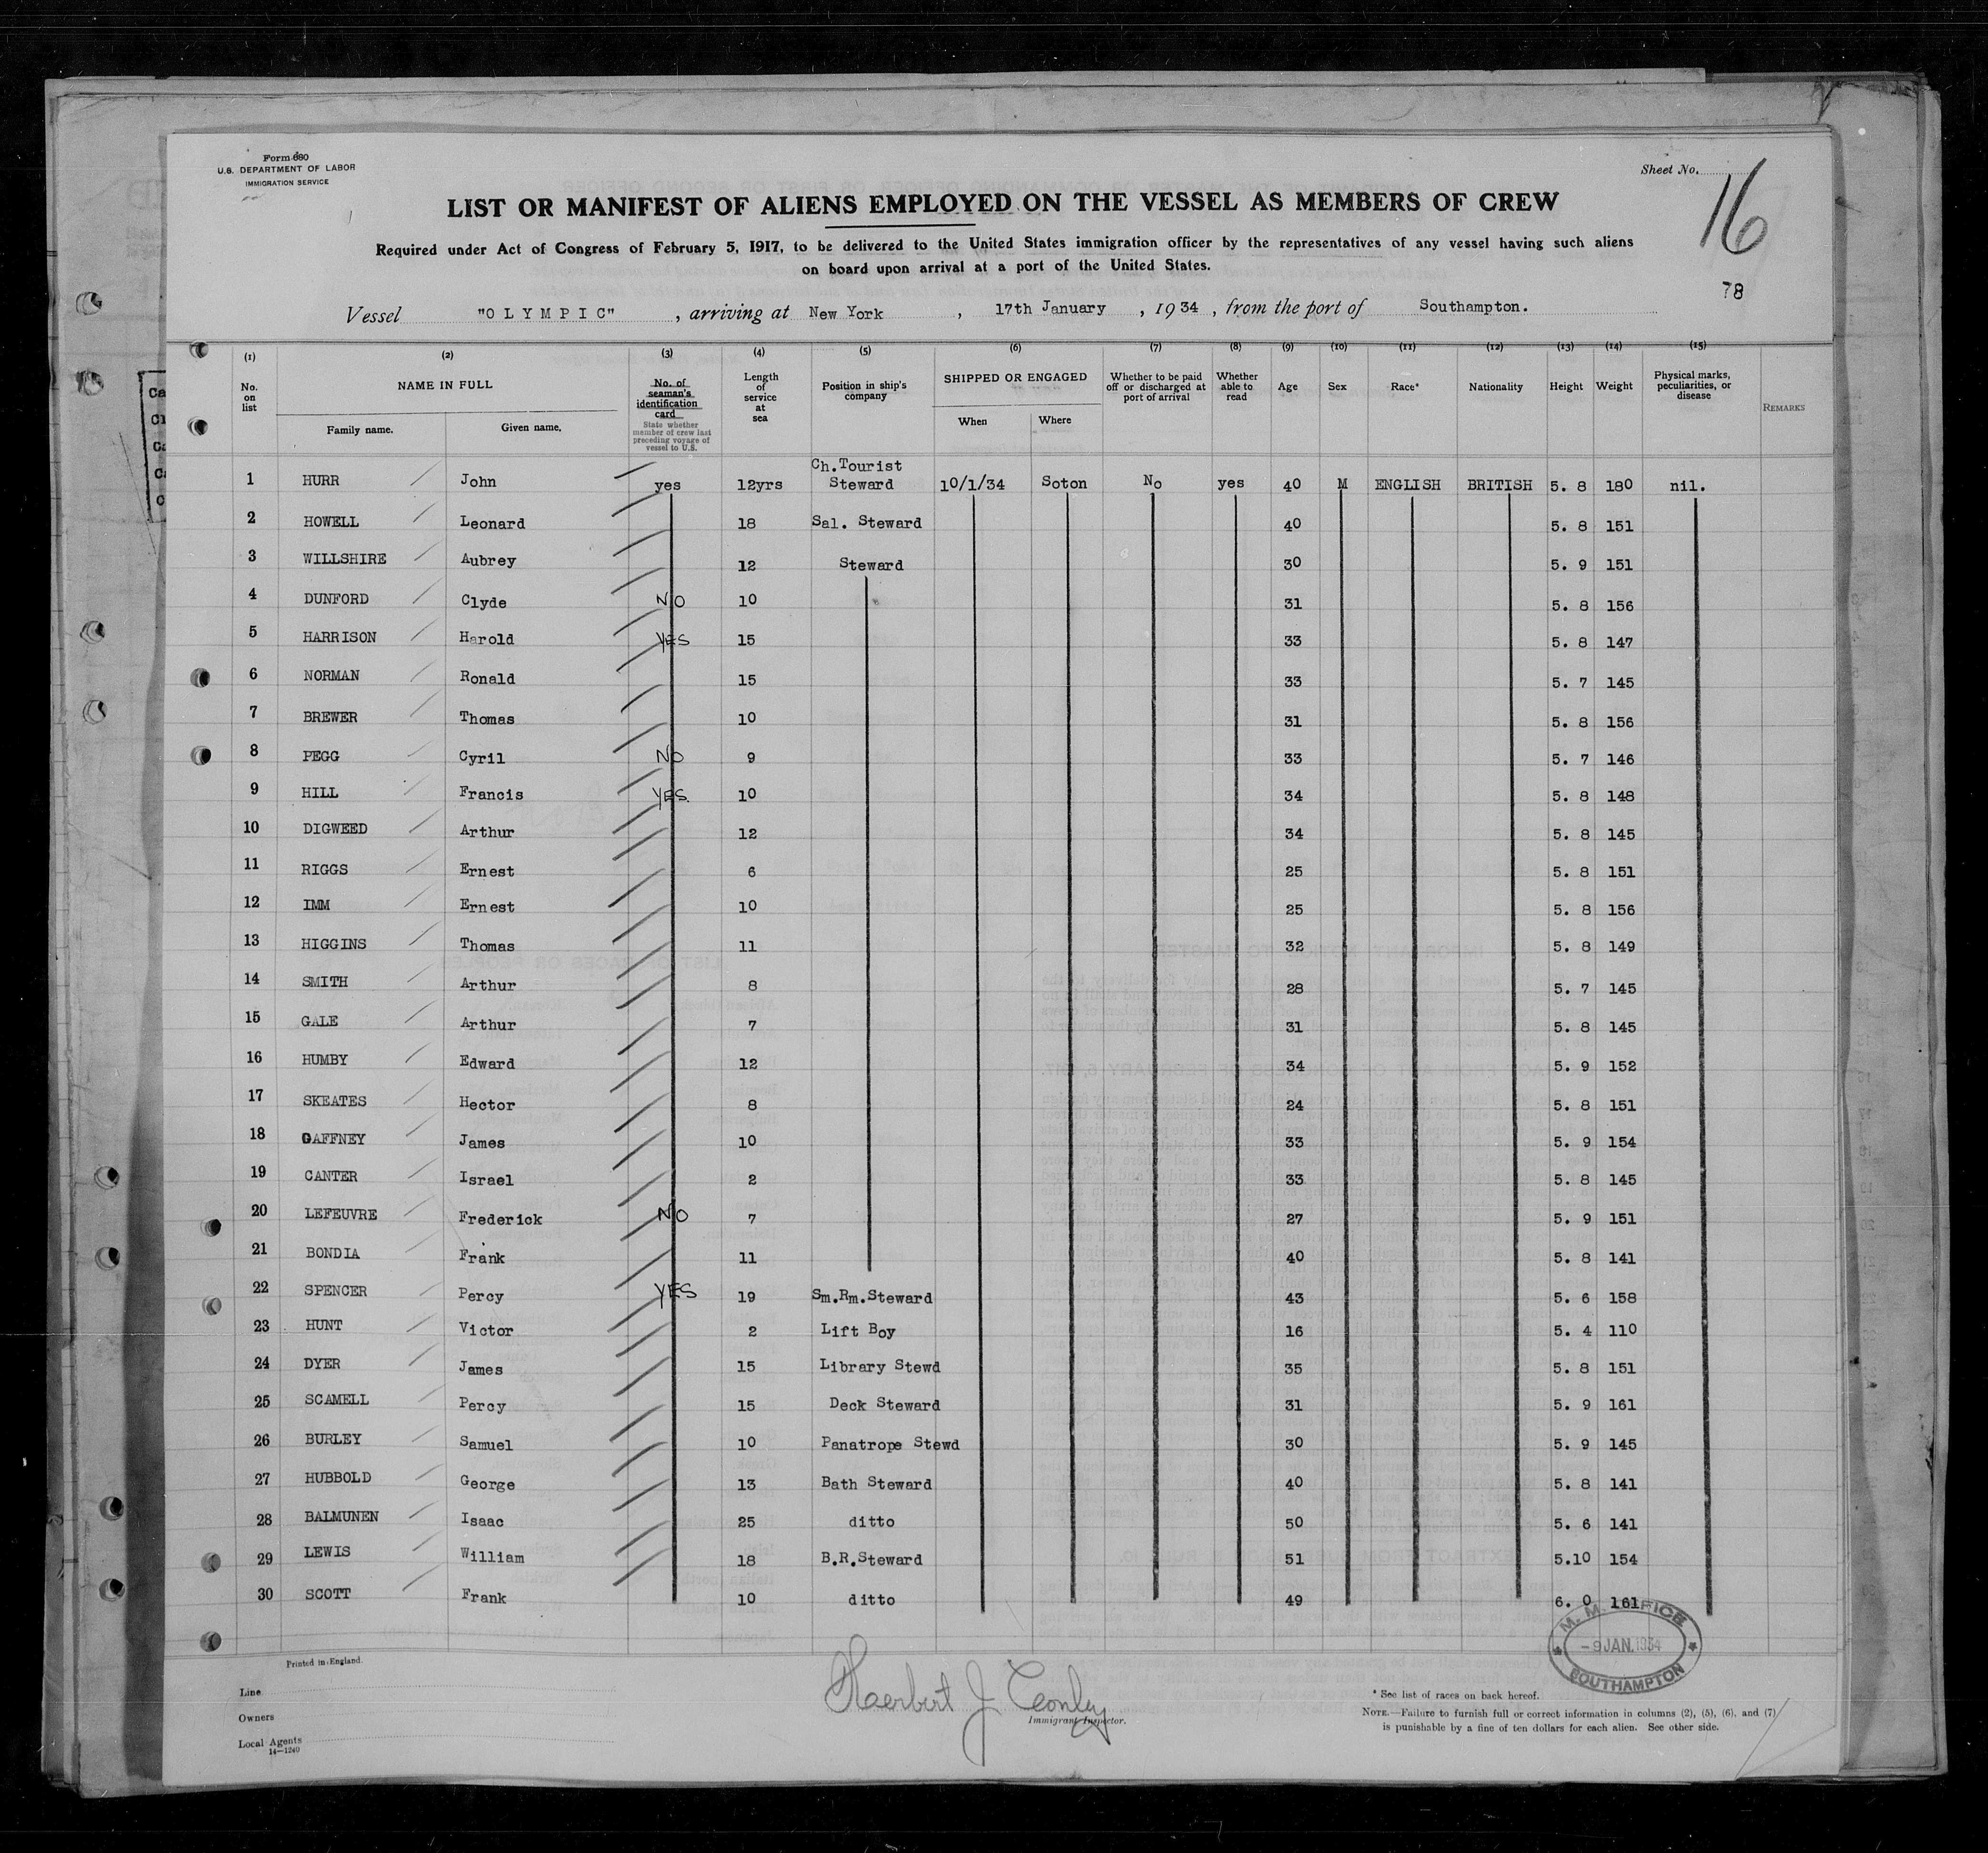 Form 680
U.S. DEPARTMENT OF LABOR
IMMIGRATION SERVICE
Sheet No. 16
LIST OR MANIFEST OF ALIENS EMPLOYED ON THE VESSEL AS MEMBERS OF CREW
Required under Act of Congress of February 5, 1917, to be delivered to the United States immigration officer by the representatives of any vessel having such aliens
on board upon arrival at a port of the United States.
78
Vessel "OLYMPIC", arriving at New York, 17th January, 1934, from the port of Southampton.
(1) (2) (3) (4) (5) (6) (7) (8) (9) (10) (11) (12) (13) (14) (15)
No. on list NAME IN FULL Family name. Given name. No. of seaman's identification card State whether member of crew last preceding voyage of vessel to U.S. Length of service at sea Position in ship's company SHIPPED OR ENGAGED When Where Whether to be paid off or discharged at port of arrival Whether able to read Age Sex Race* Nationality Height Weight Physical marks, peculiarities, or disease REMARKS
1 HURR John yes 12yrs Ch.Tourist Steward 10/1/34 Soton No yes 40 M ENGLISH BRITISH 5. 8 180 nil.
2 HOWELL Leonard 18 Sal. Steward 40 5. 8 151
3 WILLSHIRE Aubrey 12 Steward 30 5. 9 151
4 DUNFORD Clyde NO 10 31 5. 8 156
5 HARRISON Harold YES 15 33 5. 8 147
6 NORMAN Ronald 15 33 5. 7 145
7 BREWER Thomas 10 31 5. 8 156
8 PEGG Cyril NO 9 33 5. 7 146
9 HILL Francis YES 10 34 5. 8 148
10 DIGWEED Arthur 12 34 5. 8 145
11 RIGGS Ernest 6 25 5. 8 151
12 IMM Ernest 10 25 5. 8 156
13 HIGGINS Thomas 11 32 5. 8 149
14 SMITH Arthur 8 28 5. 7 145
15 GALE Arthur 7 31 5. 8 145
16 HUMBY Edward 12 34 5. 9 152
17 SKEATES Hector 8 24 5. 8 151
18 GAFFNEY James 10 33 5. 9 154
19 CANTER Israel 2 33 5. 8 145
20 LEFEUVRE Frederick NO 7 27 5. 9 151
21 BONDIA Frank 11 40 5. 8 141
22 SPENCER Percy YES 19 Sm.Rm.Steward 43 5. 6 158
23 HUNT Victor 2 Lift Boy 16 5. 4 110
24 DYER James 15 Library Stewd 35 5. 8 151
25 SCAMELL Percy 15 Deck Steward 31 5. 9 161
26 BURLEY Samuel 10 Panatrope Stewd 30 5. 9 145
27 HUBBOLD George 13 Bath Steward 40 5. 8 141
28 BALMUNEN Isaac 25 ditto 50 5. 6 141
29 LEWIS William 18 B.R.Steward 51 5.10 154
30 SCOTT Frank 10 ditto 49 6. 0 161
M. M. OFFICE
-9 JAN. 1934
SOUTHAMPTON
Printed in England.
Line
Owners
Local Agents
14—1240
Herbert J Conley
Immigrant Inspector.
* See list of races on back hereof.
NOTE.—Failure to furnish full or correct information in columns (2), (5), (6), and (7)
is punishable by a fine of ten dollars for each alien. See other side.